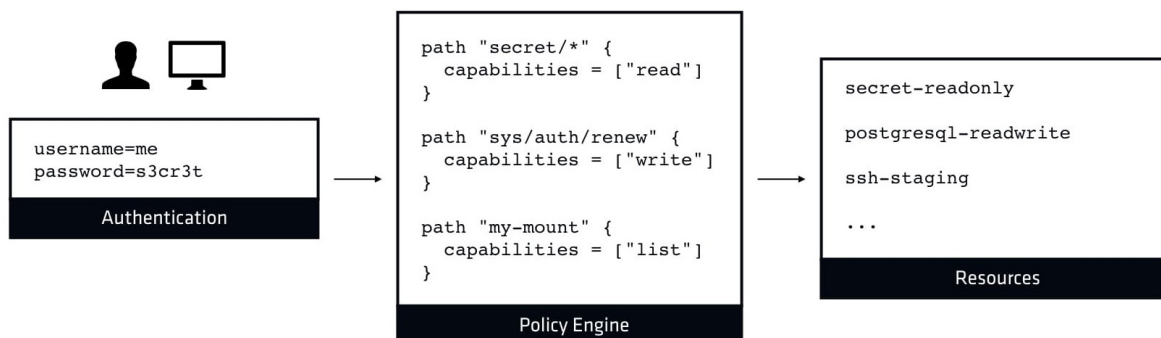 username=me
password=s3cr3t
Authentication
path "secret/*" {
  capabilities = ["read"]
}
path "sys/auth/renew" {
  capabilities = ["write"]
}
path "my-mount" {
  capabilities = ["list"]
}
Policy Engine
secret-readonly
postgresql-readwrite
ssh-staging
...
Resources